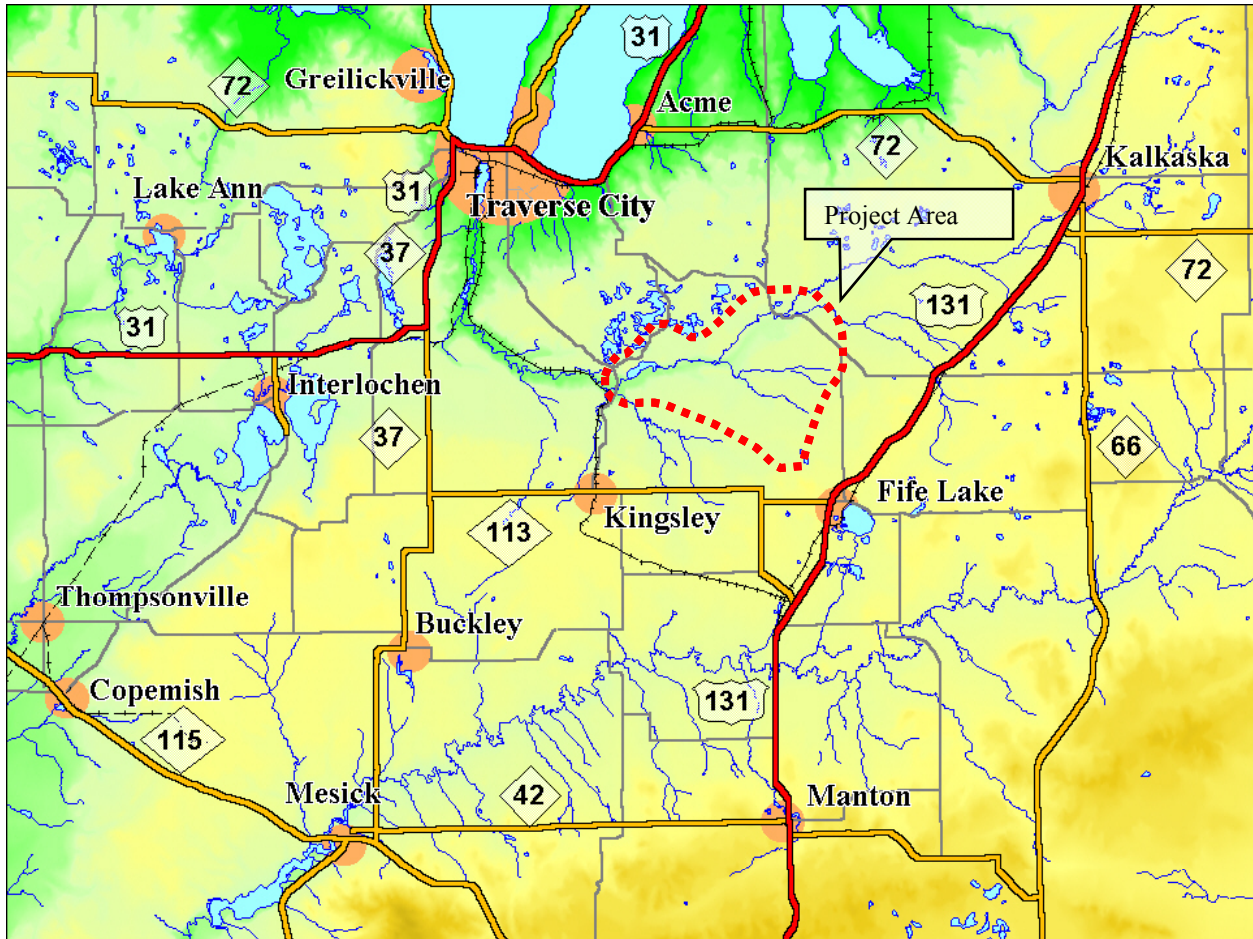 31
72
Greilickville
Acme
72
Kalkaska
Lake Ann
31
Traverse City
Project Area
37
72
131
31
Interlochen
37
66
Fife Lake
Kingsley
113
Thompsonville
Buckley
Copemish
131
115
Mesick
42
Manton